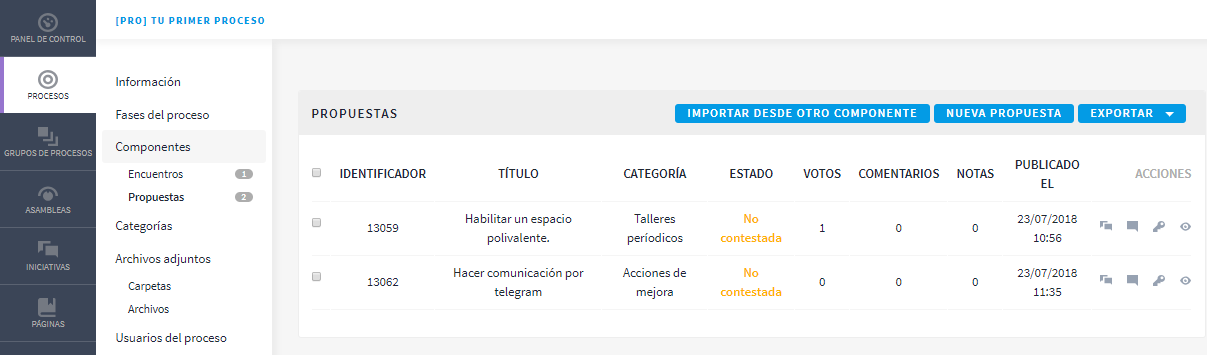 [PRO] TU PRIMER PROCESO
PANEL DE CONTROL
PROCESOS
GRUPOS DE PROCESOS
ASAMBLEAS
INICIATIVAS
PÁGINAS
Información
Fases del proceso
Componentes
Encuentros 1
Propuestas 2
Categorías
Archivos adjuntos
Carpetas
Archivos
Usuarios del proceso
PROPUESTAS IMPORTAR DESDE OTRO COMPONENTE NUEVA PROPUESTA EXPORTAR
IDENTIFICADOR TÍTULO CATEGORÍA ESTADO VOTOS COMENTARIOS NOTAS PUBLICADO EL ACCIONES
13059 Habilitar un espacio polivalente. Talleres períodicos No contestada 1 0 0 23/07/2018 10:56
13062 Hacer comunicación por telegram Acciones de mejora No contestada 0 0 0 23/07/2018 11:35